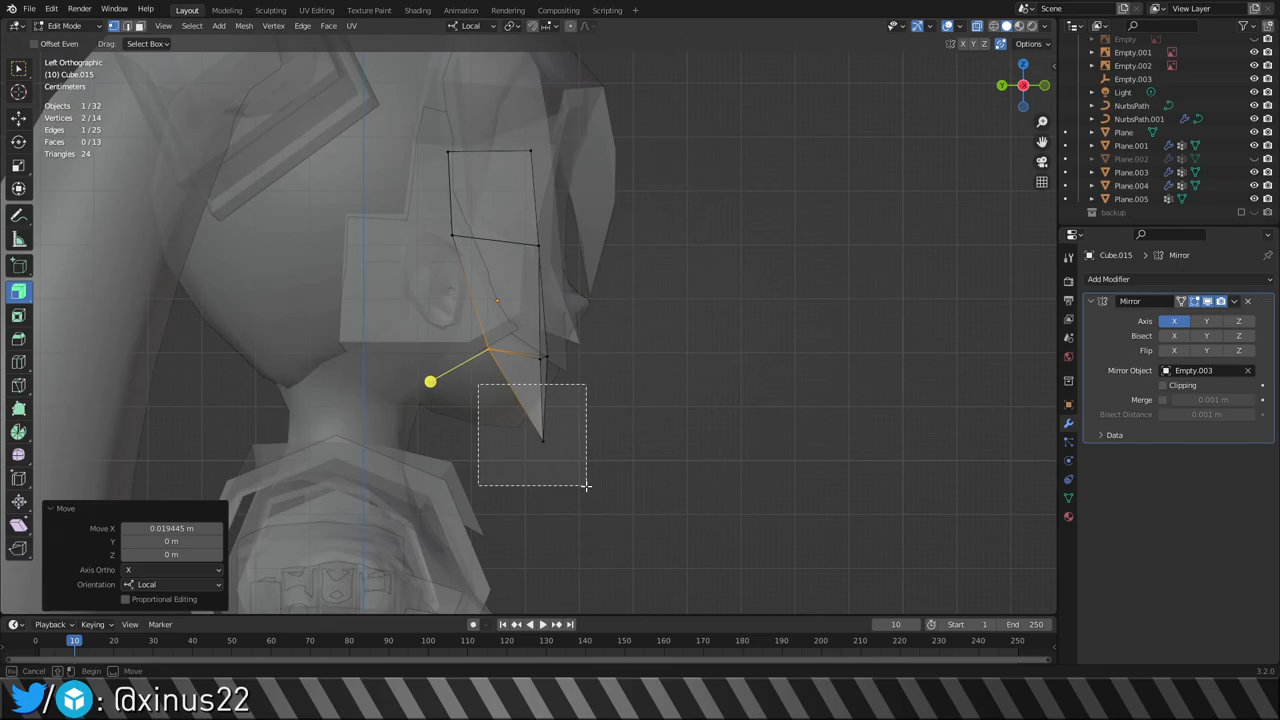 File Edit Render Window Help Layout Modeling Sculpting UV Editing Texture Paint Shading Animation Rendering Compositing Scripting + Scene View Layer
Edit Mode View Select Add Mesh Vertex Edge Face UV Local
Offset Even Drag: Select Box X Y Z Options
Left Orthographic
(10) Cube.015
Centimeters
Objects 1/32
Vertices 2/14
Edges 1/25
Faces 0/13
Triangles 24
Z
Y
X
Empty
Empty.001
Empty.002
Empty.003
Light
NurbsPath
NurbsPath.001
Plane
Plane.001
Plane.002
Plane.003
Plane.004
Plane.005
backup
Cube.015 Mirror
Add Modifier
Mirror
Axis X Y Z
Bisect X Y Z
Flip X Y Z
Mirror Object Empty.003
Clipping
Merge 0.001 m
Bisect Distance 0.001 m
Data
Move
Move X 0.019445 m
Y 0 m
Z 0 m
Axis Ortho X
Orientation Local
Proportional Editing
Playback Keying View Marker 10 Start 1 End 250
0 10 20 30 40 50 60 70 80 90 100 110 120 130 140 150 160 170 180 190 200 210 220 230 240 250
Cancel Begin Move 3.2.0
/ : @xinus22